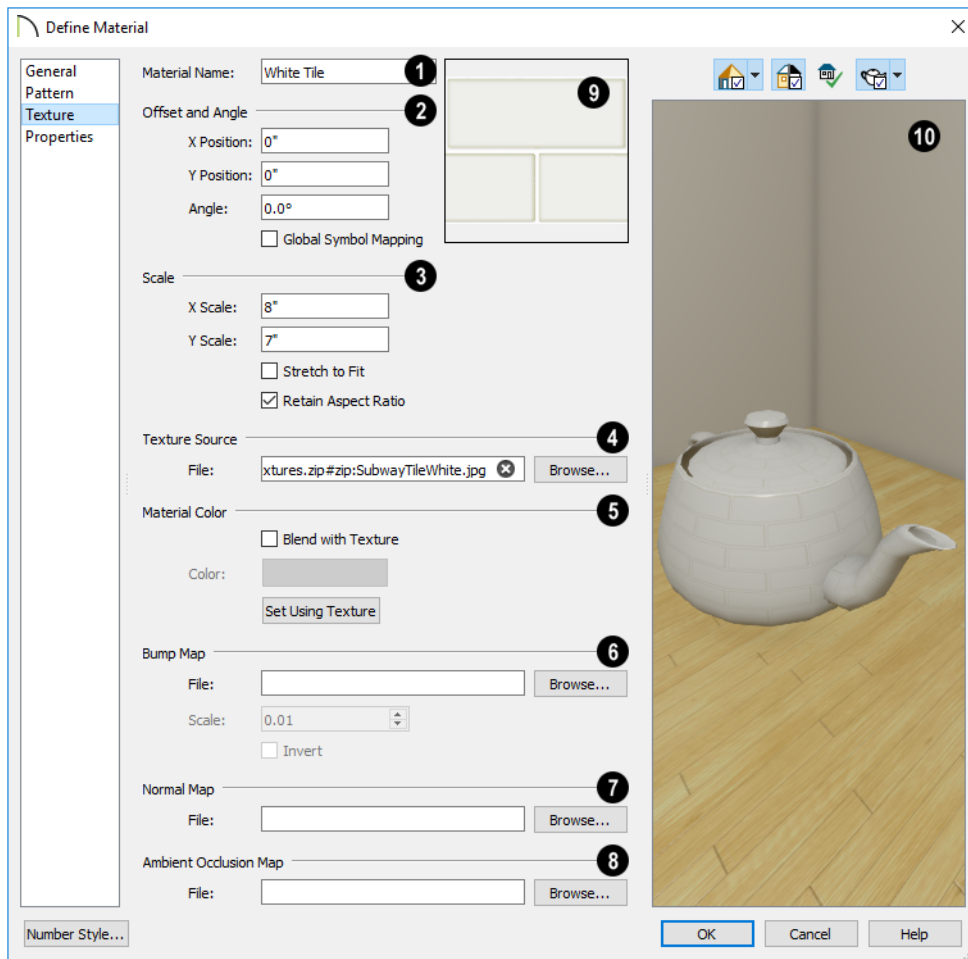 Define Material
General
Pattern
Texture
Properties
Material Name: White Tile 1
Offset and Angle 2
X Position: 0"
Y Position: 0"
Angle: 0.0°
Global Symbol Mapping
Scale 3
X Scale: 8"
Y Scale: 7"
Stretch to Fit
Retain Aspect Ratio
Texture Source 4
File: xtures.zip#zip:SubwayTileWhite.jpg Browse...
Material Color 5
Blend with Texture
Color:
Set Using Texture
Bump Map 6
File: Browse...
Scale: 0.01
Invert
Normal Map 7
File: Browse...
Ambient Occlusion Map 8
File: Browse...
9
10
Number Style... OK Cancel Help